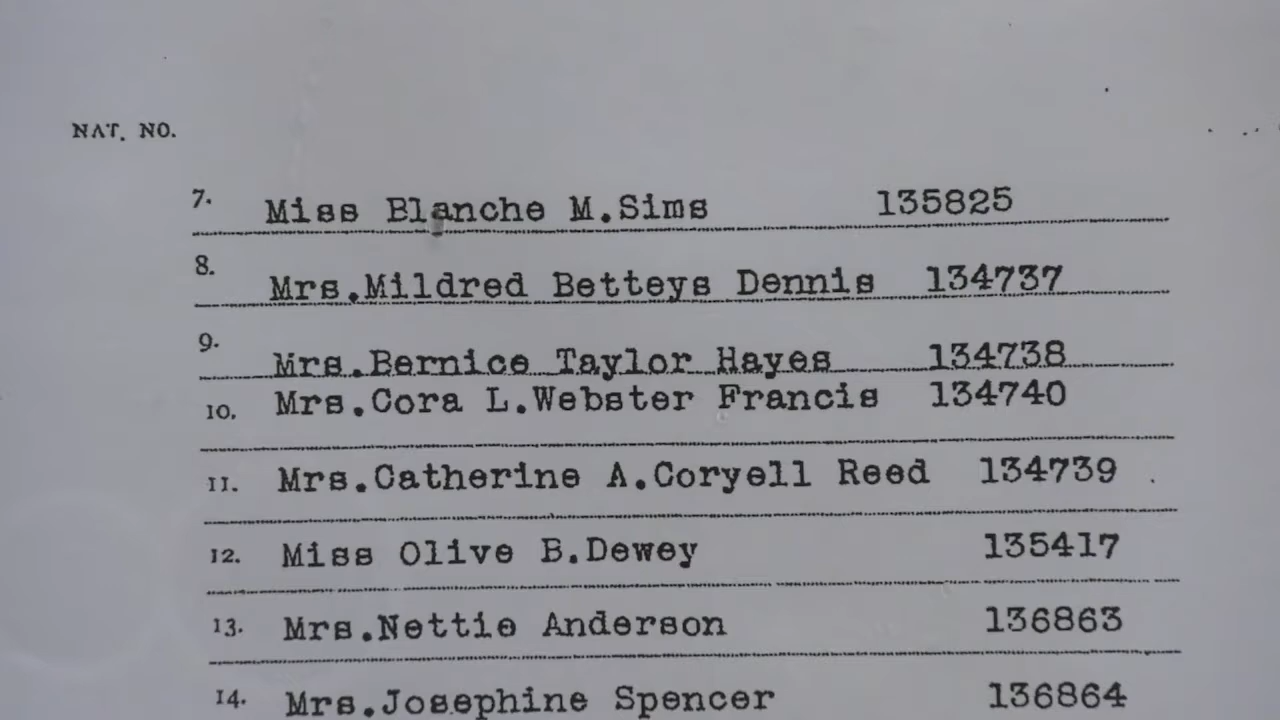 NAT. NO.
7. Miss Blanche M.Sims 135825
8. Mrs.Mildred Betteys Dennis 134737
9. Mrs.Bernice Taylor Hayes 134738
10. Mrs.Cora L.Webster Francis 134740
11. Mrs.Catherine A.Coryell Reed 134739
12. Miss Olive B.Dewey 135417
13. Mrs.Nettie Anderson 136863
14. Mrs.Josephine Spencer 136864